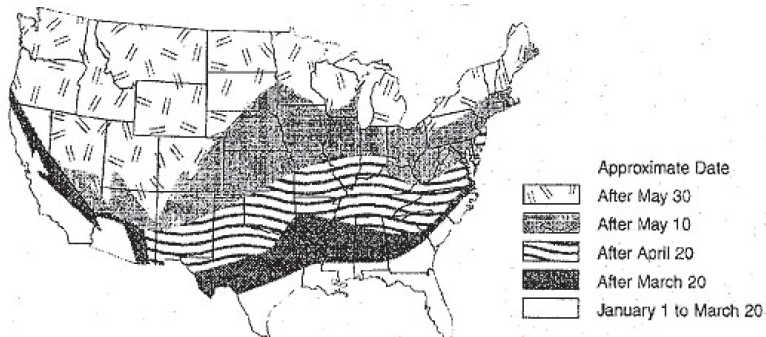 Approximate Date
After May 30
After May 10
After April 20
After March 20
January 1 to March 20